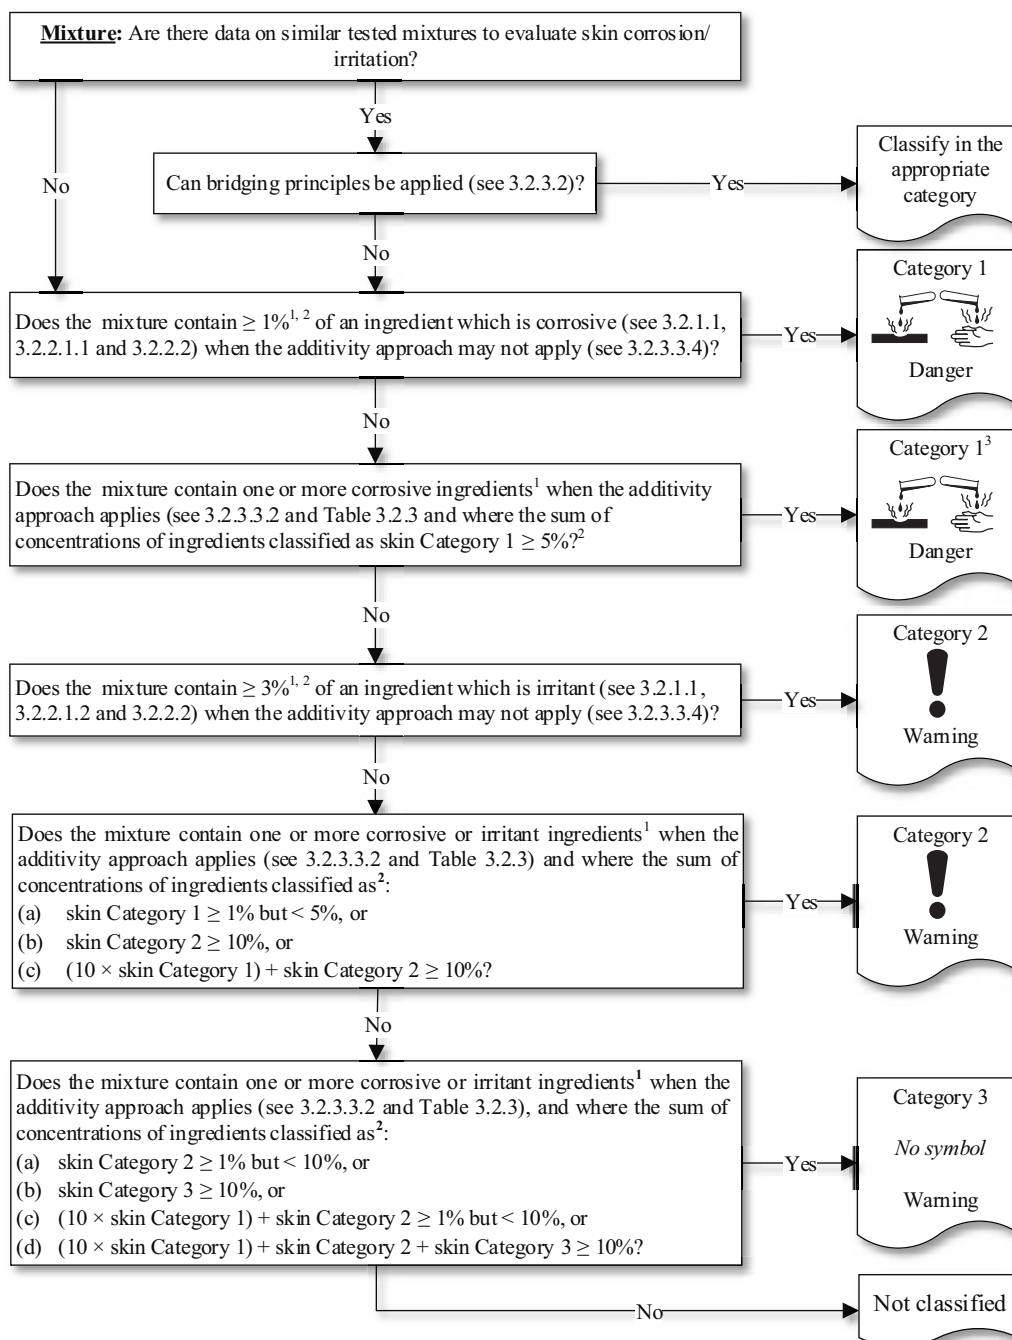 Mixture: Are there data on similar tested mixtures to evaluate skin corrosion/
irritation?
Yes
No
Can bridging principles be applied (see 3.2.3.2)?
Yes
Classify in the
appropriate
category
No
Does the mixture contain ≥ 1%¹, ² of an ingredient which is corrosive (see 3.2.1.1,
3.2.2.1.1 and 3.2.2.2) when the additivity approach may not apply (see 3.2.3.3.4)?
Yes
Category 1
Danger
No
Does the mixture contain one or more corrosive ingredients¹ when the additivity
approach applies (see 3.2.3.3.2 and Table 3.2.3 and where the sum of
concentrations of ingredients classified as skin Category 1 ≥ 5%?²
Yes
Category 1³
Danger
No
Does the mixture contain ≥ 3%¹, ² of an ingredient which is irritant (see 3.2.1.1,
3.2.2.1.2 and 3.2.2.2) when the additivity approach may not apply (see 3.2.3.3.4)?
Yes
Category 2
Warning
No
Does the mixture contain one or more corrosive or irritant ingredients¹ when the
additivity approach applies (see 3.2.3.3.2 and Table 3.2.3) and where the sum of
concentrations of ingredients classified as²:
(a) skin Category 1 ≥ 1% but < 5%, or
(b) skin Category 2 ≥ 10%, or
(c) (10 × skin Category 1) + skin Category 2 ≥ 10%?
Yes
Category 2
Warning
No
Does the mixture contain one or more corrosive or irritant ingredients¹ when the
additivity approach applies (see 3.2.3.3.2 and Table 3.2.3), and where the sum of
concentrations of ingredients classified as²:
(a) skin Category 2 ≥ 1% but < 10%, or
(b) skin Category 3 ≥ 10%, or
(c) (10 × skin Category 1) + skin Category 2 ≥ 1% but < 10%, or
(d) (10 × skin Category 1) + skin Category 2 + skin Category 3 ≥ 10%?
Yes
Category 3
No symbol
Warning
No
Not classified